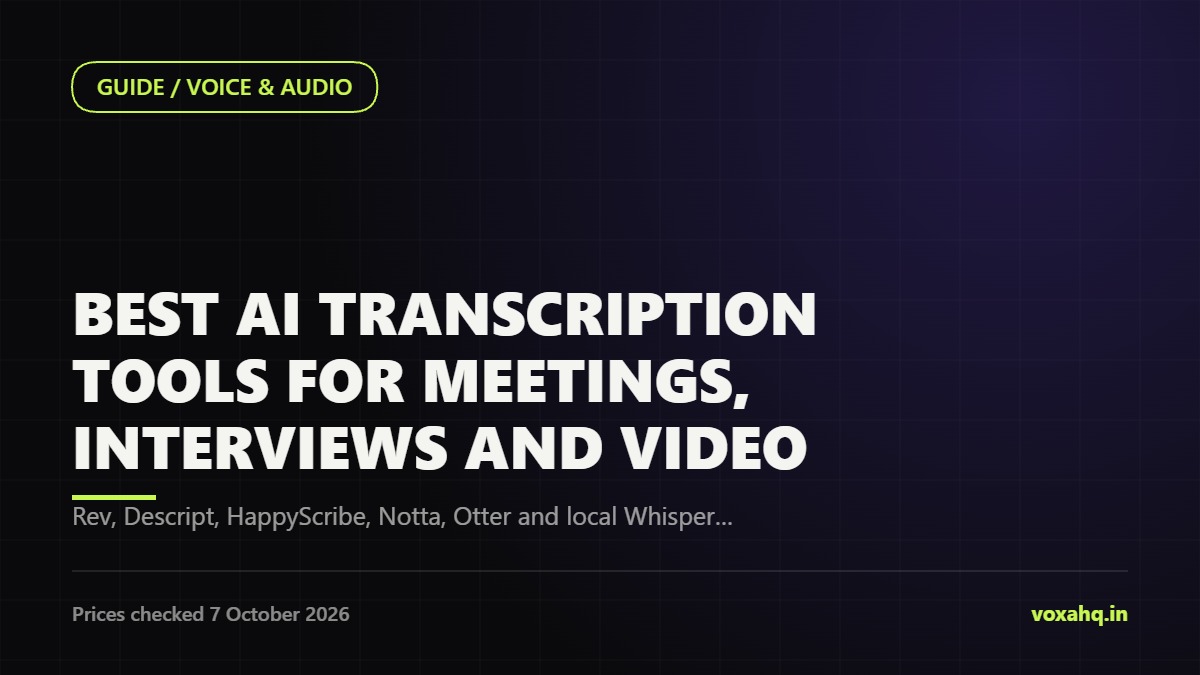 GUIDE / VOICE & AUDIO
BEST AI TRANSCRIPTION
TOOLS FOR MEETINGS,
INTERVIEWS AND VIDEO
Rev, Descript, HappyScribe, Notta, Otter and local Whisper...
Prices checked 7 October 2026
voxahq.in